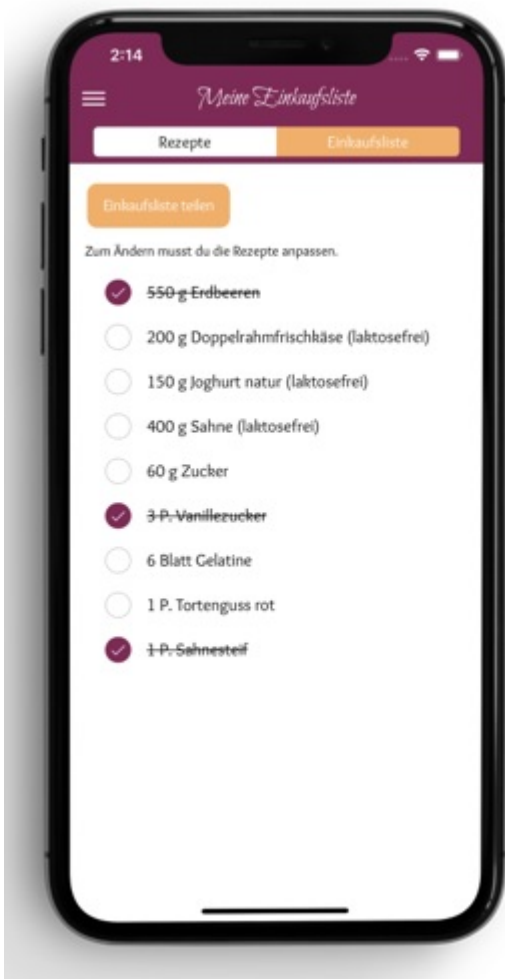 2:14
Meine Einkaufsliste
Rezepte
Einkaufsliste
Einkaufsliste teilen
Zum Ändern musst du die Rezepte anpassen.
550 g Erdbeeren
200 g Doppelrahmfrischkäse (laktosefrei)
150 g Joghurt natur (laktosefrei)
400 g Sahne (laktosefrei)
60 g Zucker
3 P. Vanillezucker
6 Blatt Gelatine
1 P. Tortenguss rot
1 P. Sahnesteif